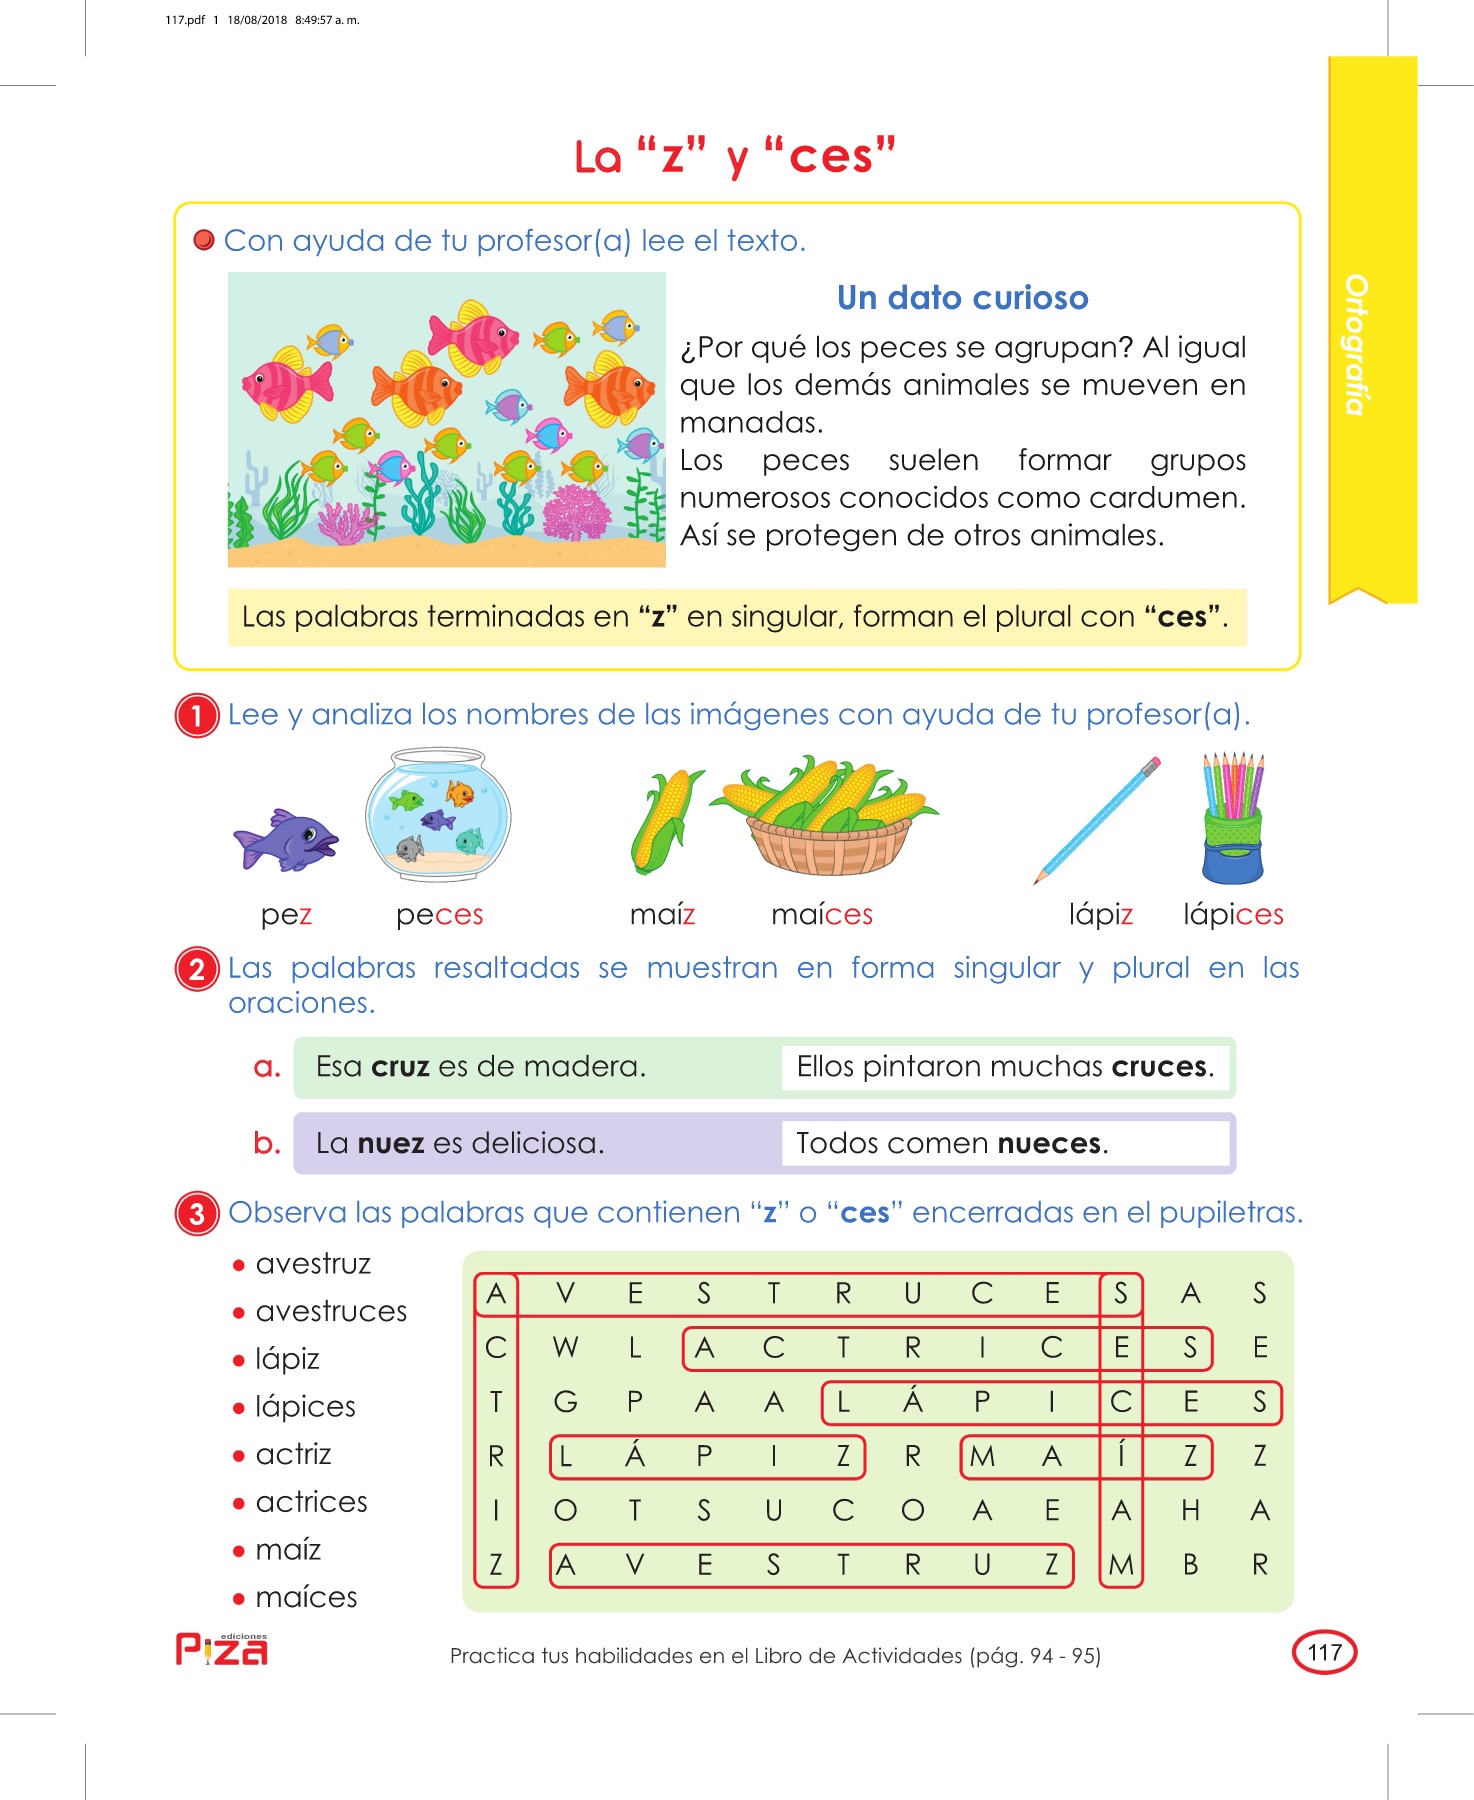 117.pdf   1   18/08/2018   8:49:57 a. m.
La “z” y “ces”
Ortografía
Con ayuda de tu profesor(a) lee el texto.
Un dato curioso
¿Por qué los peces se agrupan? Al igual
que los demás animales se mueven en
manadas.
Los peces suelen formar grupos
numerosos conocidos como cardumen.
Así se protegen de otros animales.
Las palabras terminadas en “z” en singular, forman el plural con “ces”.
1 Lee y analiza los nombres de las imágenes con ayuda de tu profesor(a).
pez peces maíz maíces lápiz lápices
2 Las palabras resaltadas se muestran en forma singular y plural en las
oraciones.
a. Esa cruz es de madera. Ellos pintaron muchas cruces.
b. La nuez es deliciosa. Todos comen nueces.
3 Observa las palabras que contienen “z” o “ces” encerradas en el pupiletras.
avestruz
avestruces
lápiz
lápices
actriz
actrices
maíz
maíces
A V E S T R U C E S A S
C W L A C T R I C E S E
T G P A A L Á P I C E S
R L Á P I Z R M A Í Z Z
I O T S U C O A E A H A
Z A V E S T R U Z M B R
ediciones
Piza
Practica tus habilidades en el Libro de Actividades (pág. 94 - 95)
117